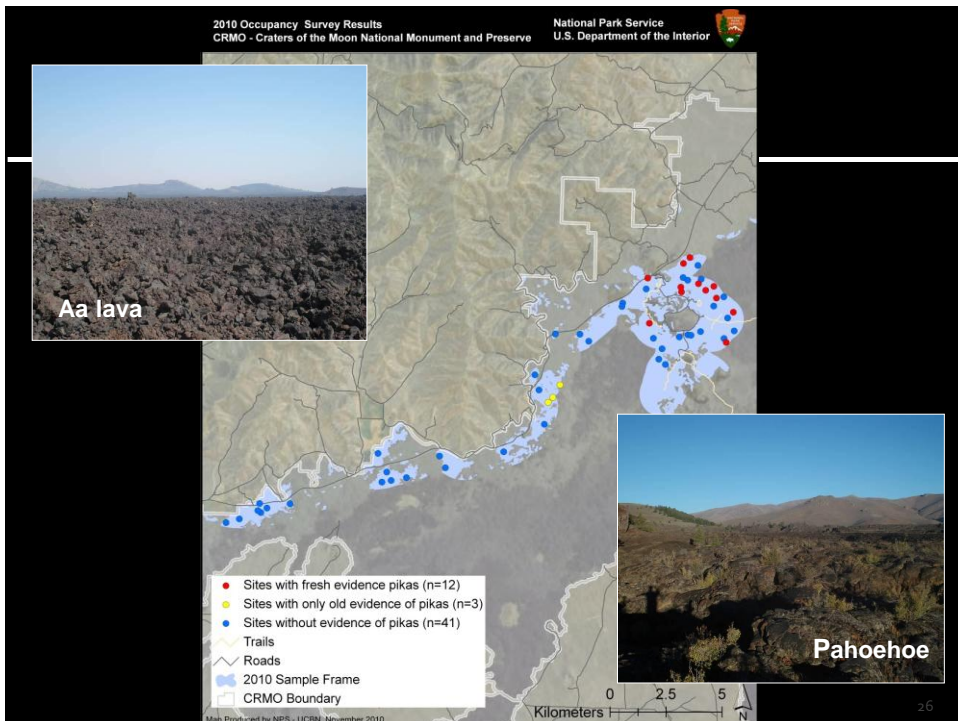 2010 Occupancy Survey Results
CRMO - Craters of the Moon National Monument and Preserve
National Park Service
U.S. Department of the Interior
Aa lava
Pahoehoe
Sites with fresh evidence pikas (n=12)
Sites with only old evidence of pikas (n=3)
Sites without evidence of pikas (n=41)
Trails
Roads
2010 Sample Frame
CRMO Boundary
0 2.5 5
Kilometers
N
Map Produced by NPS - UCBN, November 2010
26